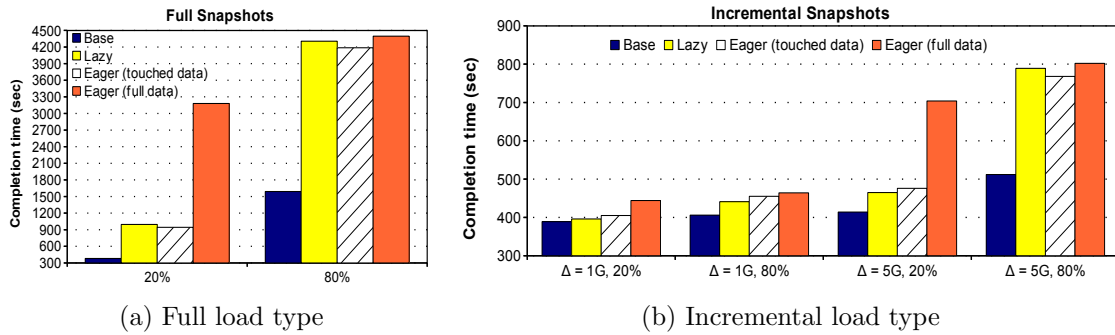 Full Snapshots
Completion time (sec)
4500
4200
3900
3600
3300
3000
2700
2400
2100
1800
1500
1200
900
600
300
Base
Lazy
Eager (touched data)
Eager (full data)
20%
80%
(a) Full load type
Incremental Snapshots
Completion time (sec)
900
800
700
600
500
400
300
Base Lazy Eager (touched data) Eager (full data)
Δ = 1G, 20%
Δ = 1G, 80%
Δ = 5G, 20%
Δ = 5G, 80%
(b) Incremental load type